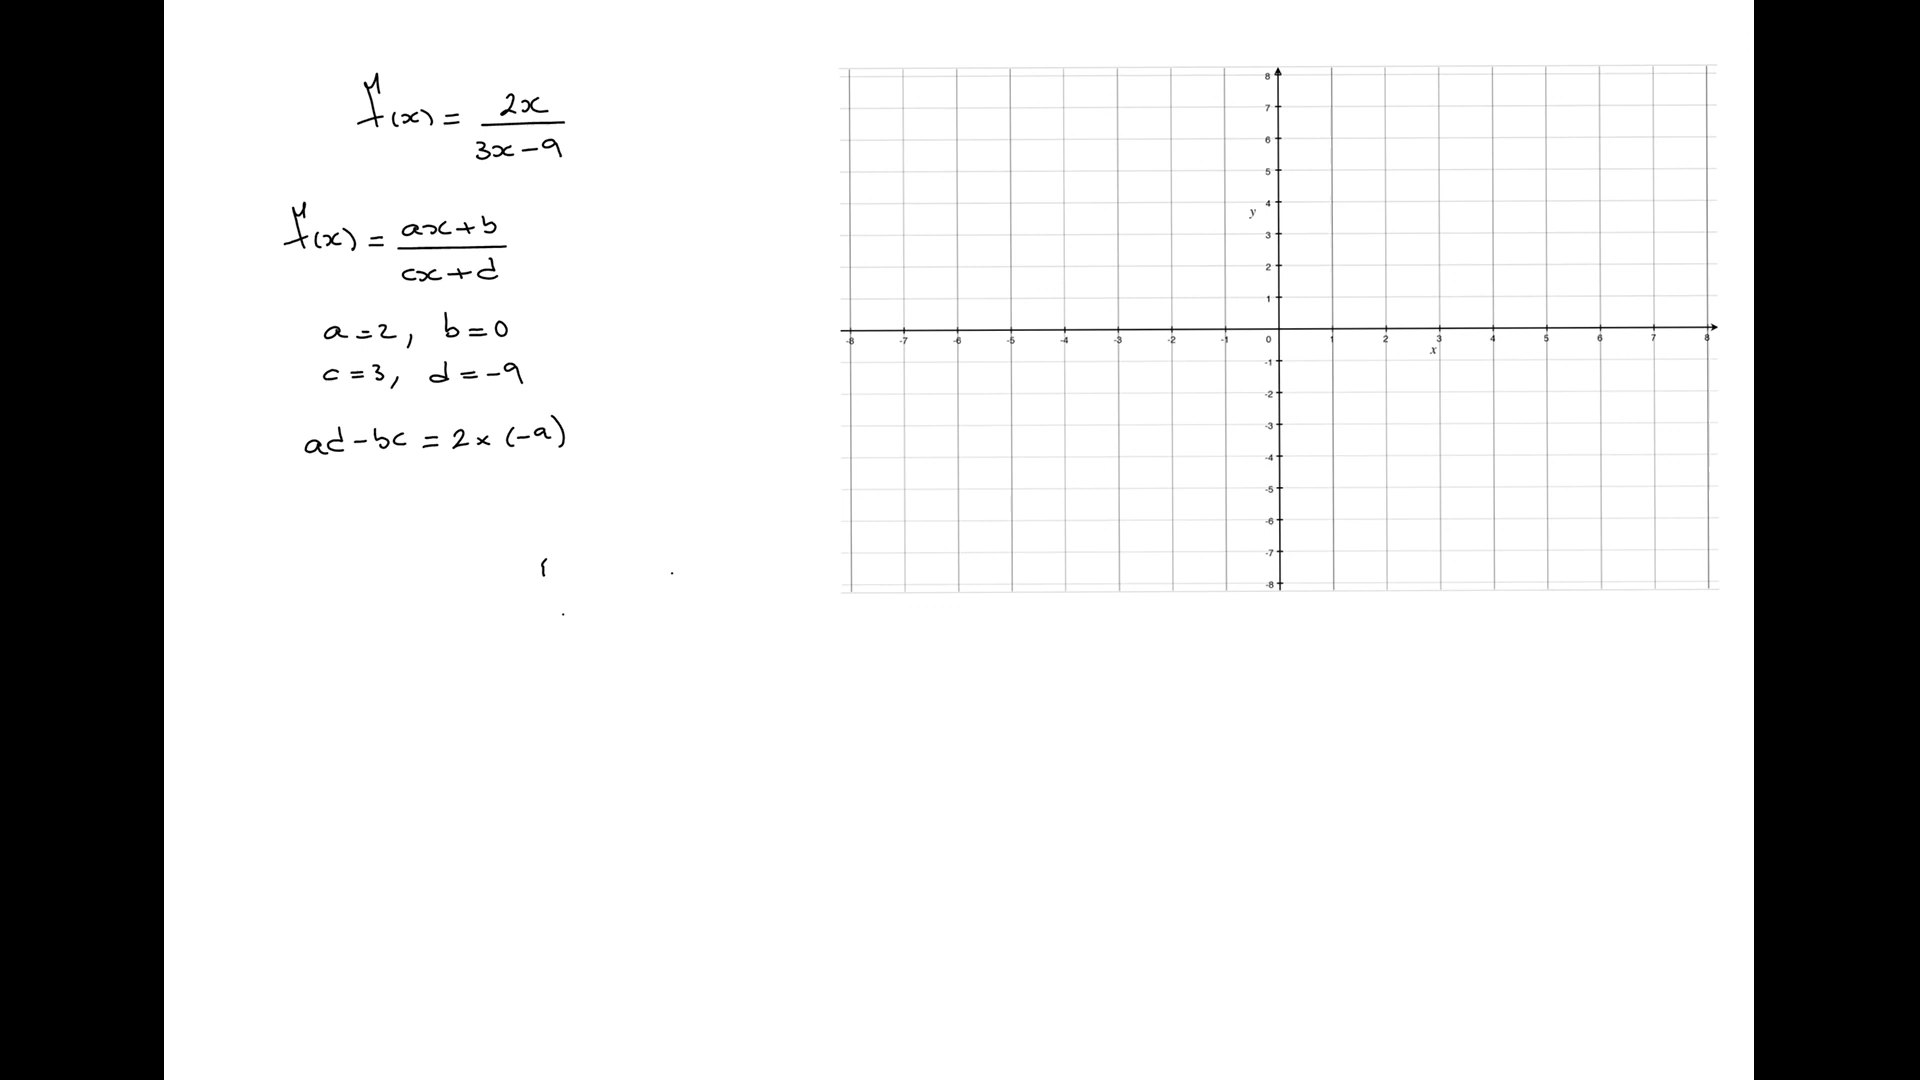 f(x) = 2x / 3x-9
f(x) = ax+b / cx+d
a=2, b=0
c=3, d=-9
ad-bc = 2x (-a)
8
7
6
5
4
y
3
2
1
-8 -7 -6 -5 -4 -3 -2 -1 0 1 2 3 4 5 6 7 8
x
-1
-2
-3
-4
-5
-6
-7
-8